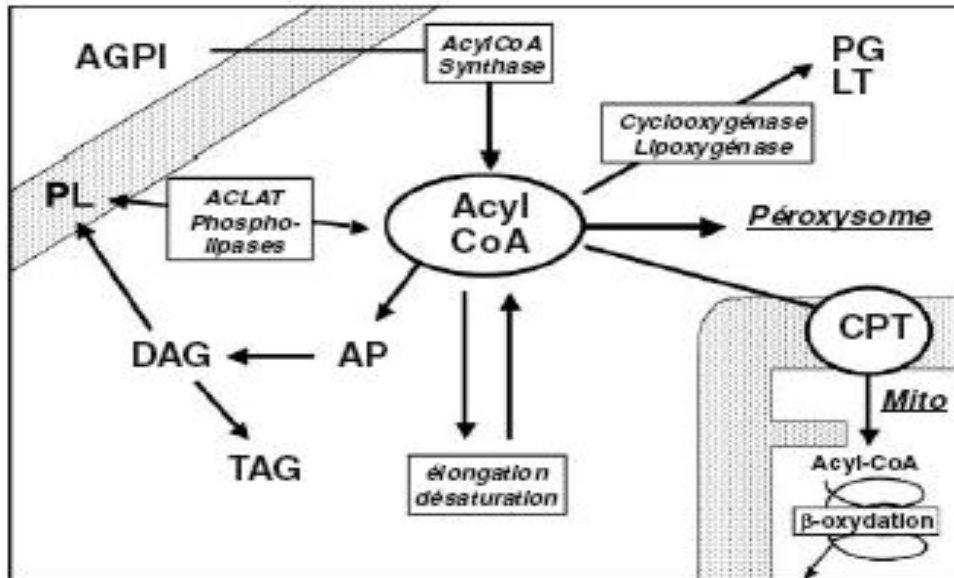 AGPI
AcylCoA
Synthase
PG
LT
Cyclooxygénase
Lipoxygénase
PL
ACLAT
Phospho-
lipases
Acyl
CoA
Péroxysome
CPT
DAG
AP
Mito
TAG
élongation
désaturation
Acyl-CoA
β-oxydation